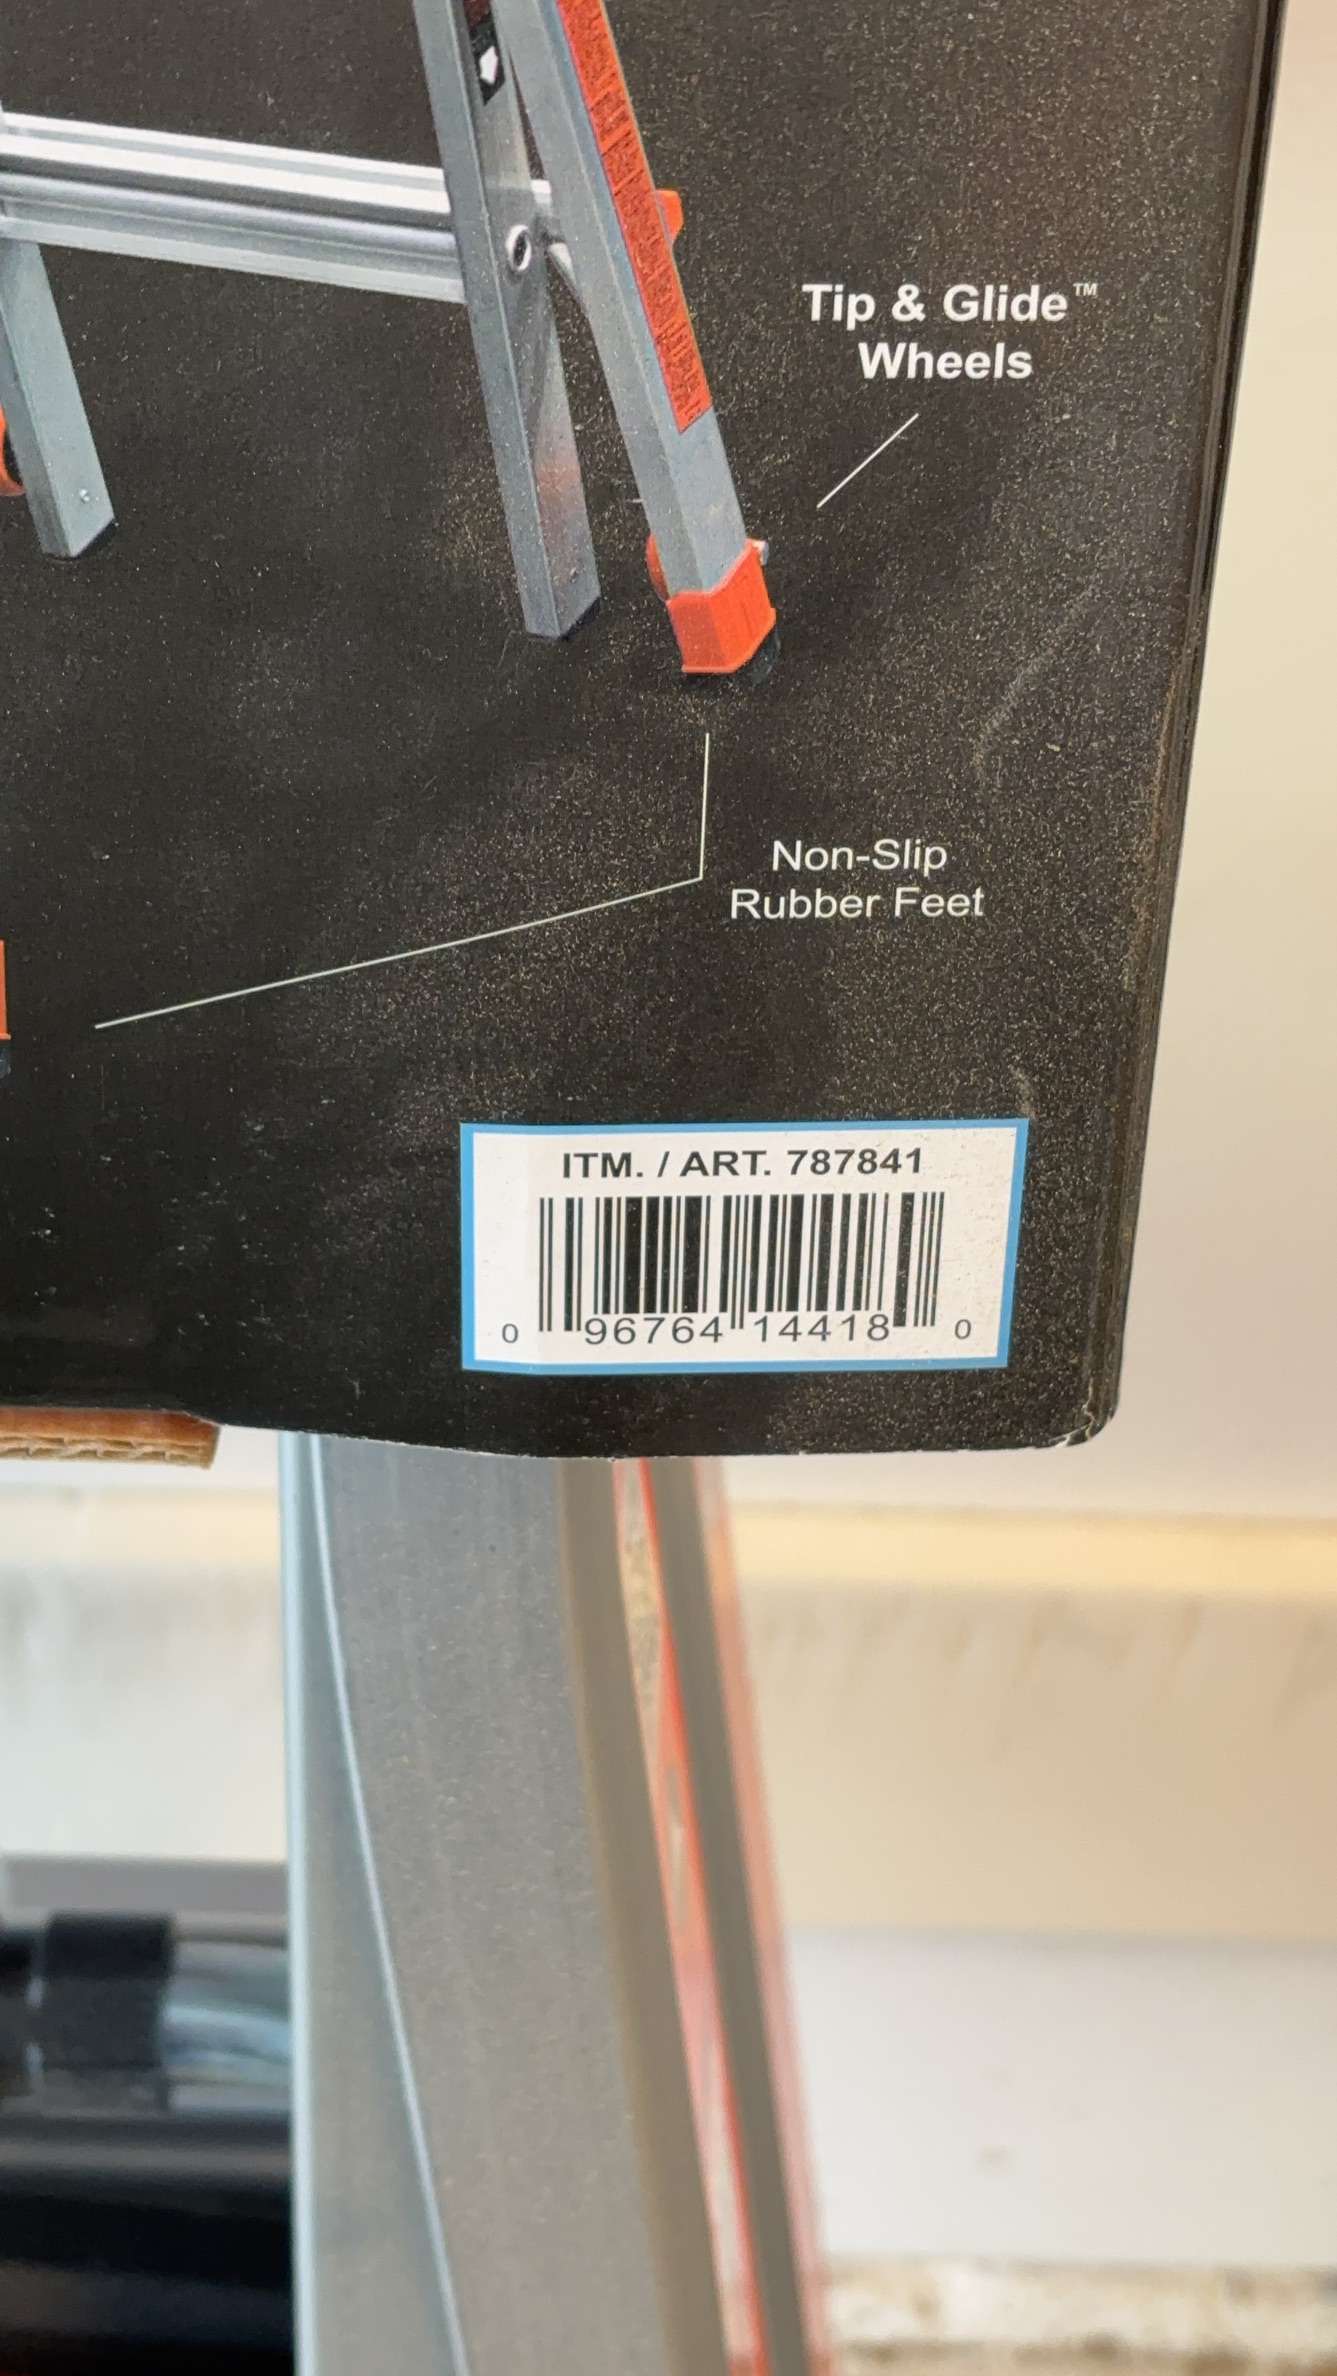 Tip & Glide™
Wheels
Non-Slip
Rubber Feet
ITM. / ART. 787841
0 96764 14418 0